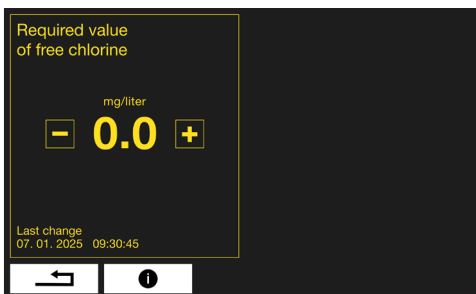 Required value
of free chlorine
mg/liter
− 0.0 +
Last change
07. 01. 2025 09:30:45
i